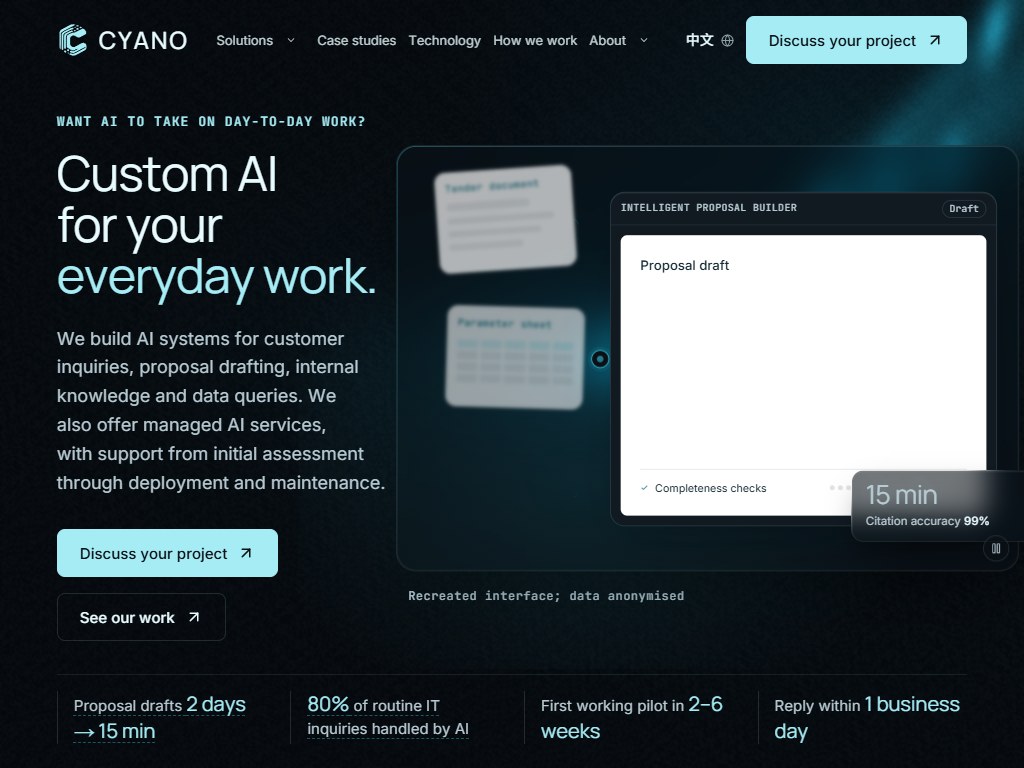 CYANO
Solutions
Case studies
Technology
How we work
About
中文
Discuss your project
WANT AI TO TAKE ON DAY-TO-DAY WORK?
Custom AI
for your
everyday work.
We build AI systems for customer
inquiries, proposal drafting, internal
knowledge and data queries. We
also offer managed AI services,
with support from initial assessment
through deployment and maintenance.
Discuss your project
See our work
Tender document
Parameter sheet
INTELLIGENT PROPOSAL BUILDER
Draft
Proposal draft
Completeness checks
15 min
Citation accuracy 99%
Recreated interface; data anonymised
Proposal drafts 2 days
→ 15 min
80% of routine IT
inquiries handled by AI
First working pilot in 2–6
weeks
Reply within 1 business
day